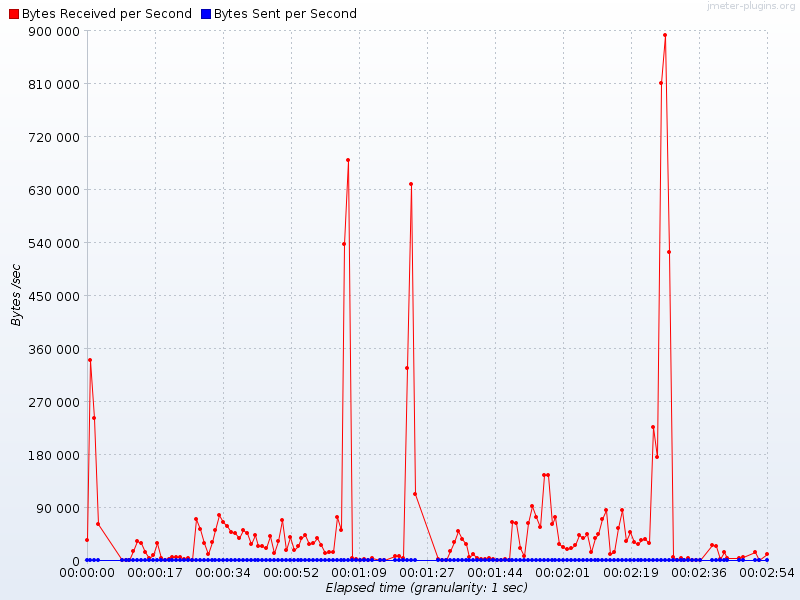 jmeter-plugins.org
Bytes Received per Second Bytes Sent per Second
900 000
810 000
720 000
630 000
540 000
450 000
360 000
270 000
180 000
90 000
0
Bytes /sec
00:00:00 00:00:17 00:00:34 00:00:52 00:01:09 00:01:27 00:01:44 00:02:01 00:02:19 00:02:36 00:02:54
Elapsed time (granularity: 1 sec)